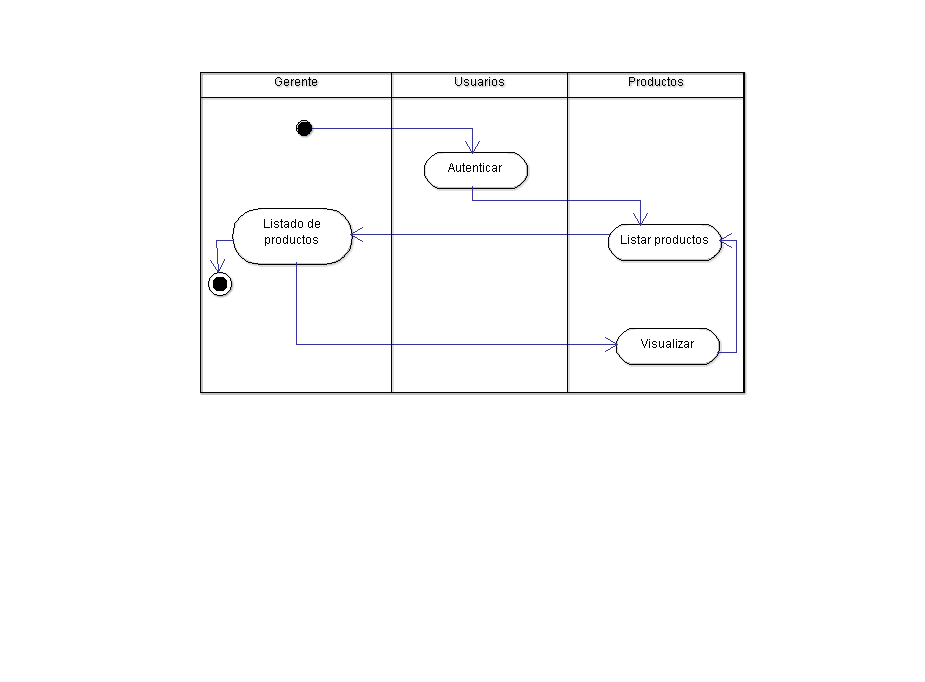 Gerente
Usuarios
Productos
Autenticar
Listado de
productos
Listar productos
Visualizar